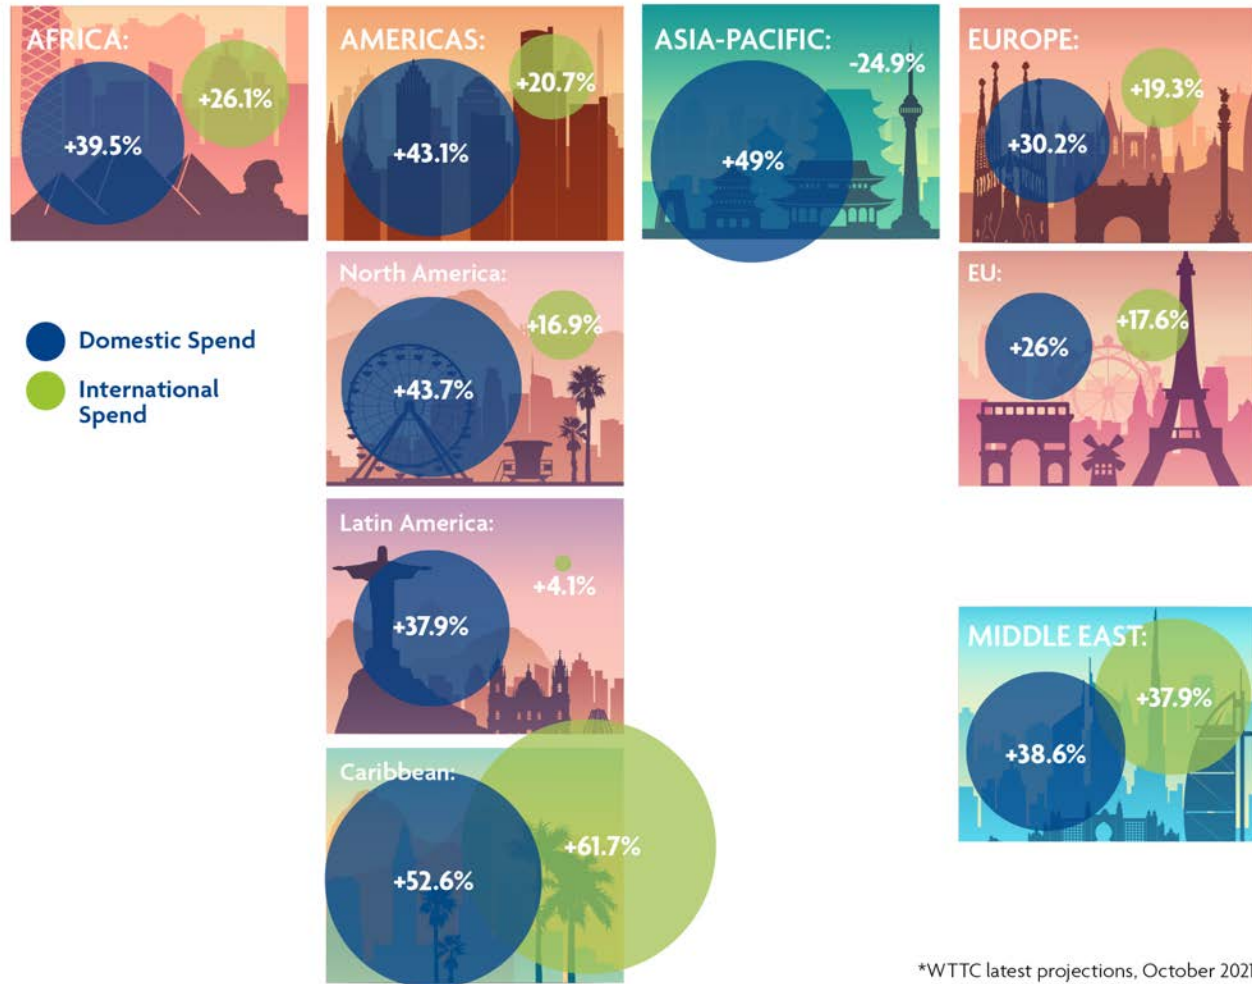 AFRICA:
+26.1%
+39.5%
AMERICAS:
+20.7%
+43.1%
ASIA-PACIFIC:
-24.9%
+49%
EUROPE:
+19.3%
+30.2%
Domestic Spend
International
Spend
North America:
+16.9%
+43.7%
EU:
+17.6%
+26%
Latin America:
+4.1%
+37.9%
MIDDLE EAST:
+37.9%
+38.6%
Caribbean:
+61.7%
+52.6%
*WTTC latest projections, October 2021